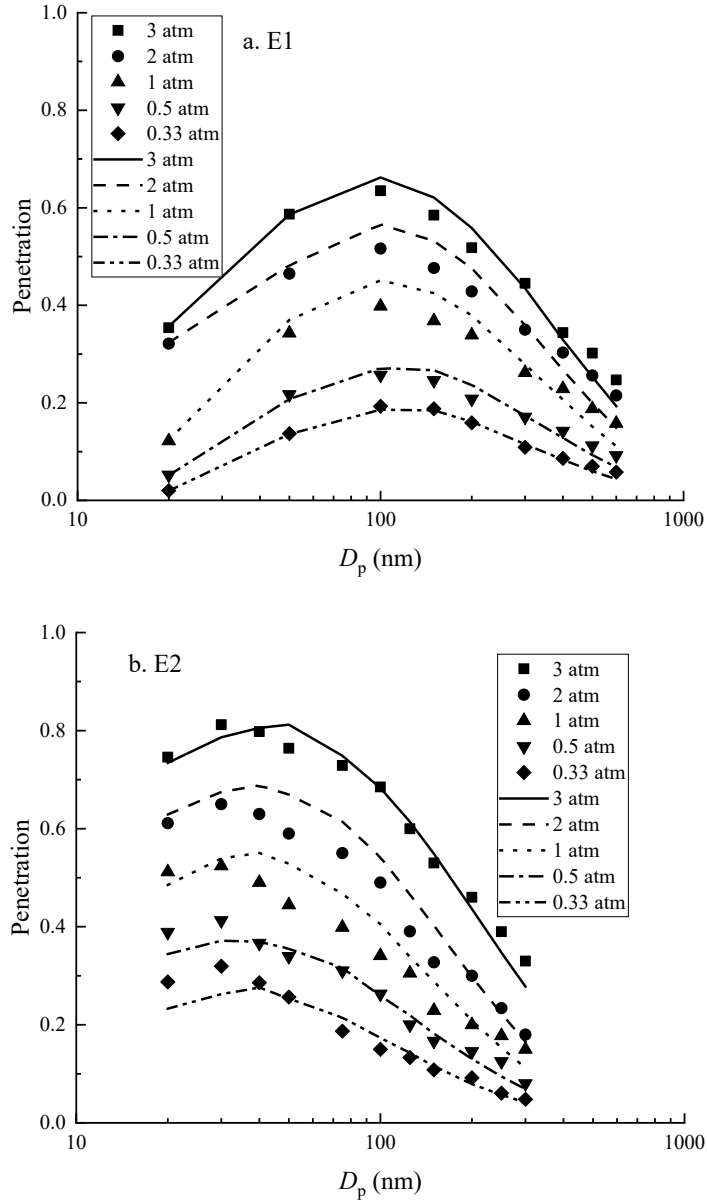 1.0
0.8
0.6
0.4
0.2
0.0
Penetration
3 atm
2 atm
1 atm
0.5 atm
0.33 atm
3 atm
2 atm
1 atm
0.5 atm
0.33 atm
a. E1
10
100
1000
Dp (nm)
1.0
0.8
0.6
0.4
0.2
0.0
Penetration
b. E2
3 atm
2 atm
1 atm
0.5 atm
0.33 atm
3 atm
2 atm
1 atm
0.5 atm
0.33 atm
10
100
1000
Dp (nm)